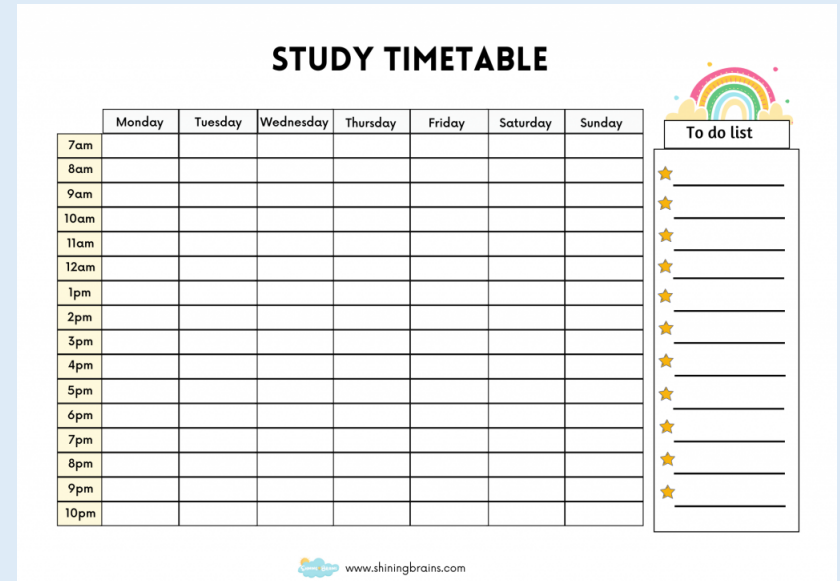 STUDY TIMETABLE
Monday Tuesday Wednesday Thursday Friday Saturday Sunday
To do list
7am
8am
9am
10am
11am
12am
1pm
2pm
3pm
4pm
5pm
6pm
7pm
8pm
9pm
10pm
www.shiningbrains.com